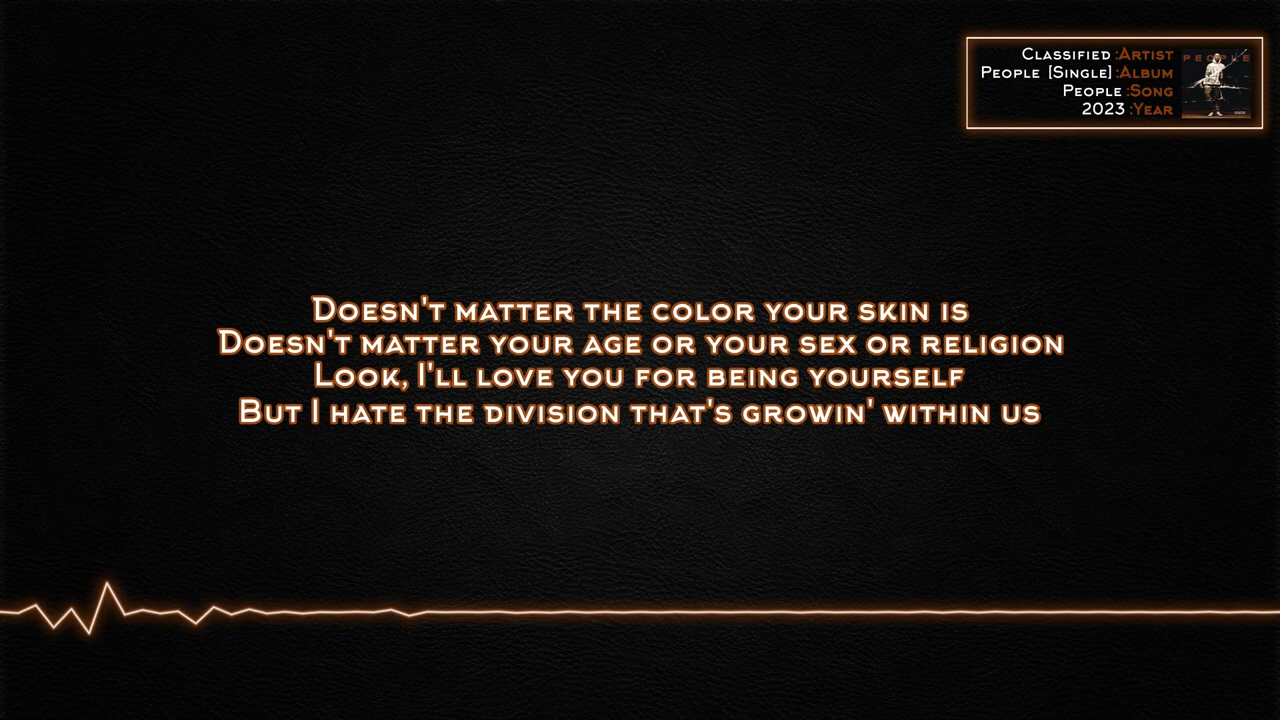 Classified :Artist
People [Single] :Album
People :Song
2023 :Year
PEOPLE
Doesn't matter the color your skin is
Doesn't matter your age or your sex or religion
Look, I'll love you for being yourself
But I hate the division that's growin' within us